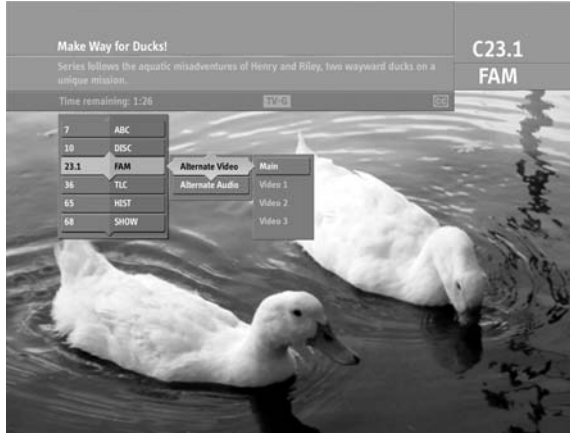 Make Way for Ducks!
C23.1
FAM
Series follows the aquatic misadventures of Henry and Riley, two wayward ducks on a
unique mission.
Time remaining: 1:26
TV-G
CC
7 ABC
10 DISC
23.1 FAM
Alternate Video
Main
36 TLC
Alternate Audio
Video 1
65 HIST
Video 2
68 SHOW
Video 3